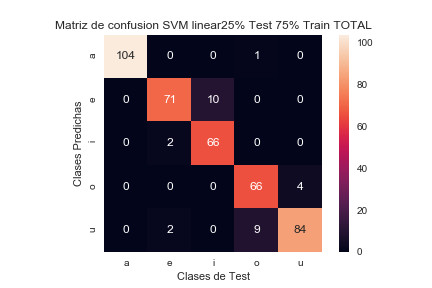 Matriz de confusion SVM linear25% Test 75% Train TOTAL
Clases Predichas
a 104 0 0 1 0
e 0 71 10 0 0
i 0 2 66 0 0
o 0 0 0 66 4
u 0 2 0 9 84
a e i o u
Clases de Test
100
80
60
40
20
0